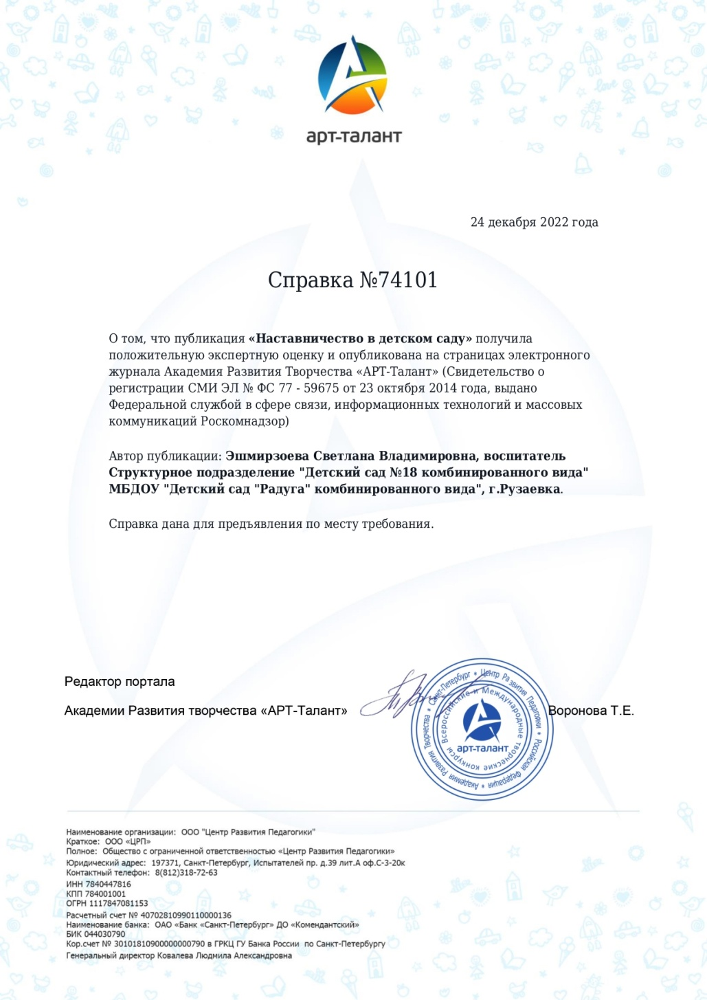 арт-талант
24 декабря 2022 года
Справка №74101
О том, что публикация «Наставничество в детском саду» получила
положительную экспертную оценку и опубликована на страницах электронного
журнала Академия Развития Творчества «АРТ-Талант» (Свидетельство о
регистрации СМИ ЭЛ № ФС 77 - 59675 от 23 октября 2014 года, выдано
Федеральной службой в сфере связи, информационных технологий и массовых
коммуникаций Роскомнадзор)
Автор публикации: Эшмирзоева Светлана Владимировна, воспитатель
Структурное подразделение "Детский сад №18 комбинированного вида"
МБДОУ "Детский сад "Радуга" комбинированного вида", г.Рузаевка.
Справка дана для предъявления по месту требования.
Редактор портала
Академии Развития творчества «АРТ-Талант»
Воронова Т.Е.
Санкт-Петербург * Центр Развития Педагогики * Российская Федерация * Академия Развития Творчества *
Всероссийские и Международные творческие конкурсы
арт-талант
Наименование организации: ООО "Центр Развития Педагогики"
Краткое: ООО «ЦРП»
Полное: Общество с ограниченной ответственностью «Центр Развития Педагогики»
Юридический адрес: 197371, Санкт-Петербург, Испытателей пр. д.39 лит.А оф.С-3-20к
Контактный телефон: 8(812)318-72-63
ИНН 7840447816
КПП 784001001
ОГРН 1117847081153
Расчетный счет № 40702810990110000136
Наименование банка: ОАО «Банк «Санкт-Петербург» ДО «Комендантский»
БИК 044030790
Кор.счет № 30101810900000000790 в ГРКЦ ГУ Банка России по Санкт-Петербургу
Генеральный директор Ковалева Людмила Александровна